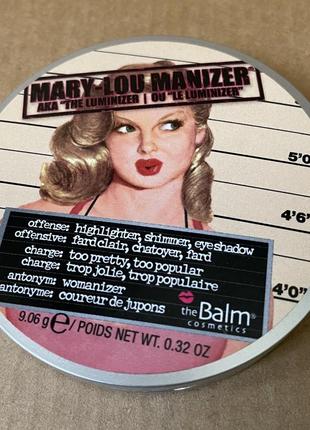 MARY-LOU MANIZER®
AKA "THE LUMINIZER | OU "LE LUMINIZER"
5'0
4'6"
4'0"
offense: highlighter, shimmer, eyeshadow
offensive: fard clair, chatoyer, fard
charge: too pretty, too popular
charge: trop jolie, trop populaire
antonym: womanizer
antonyme: coureur de jupons
theBalm®
cosmetics
9.06 g℮/ POIDS NET WT. 0.32 OZ